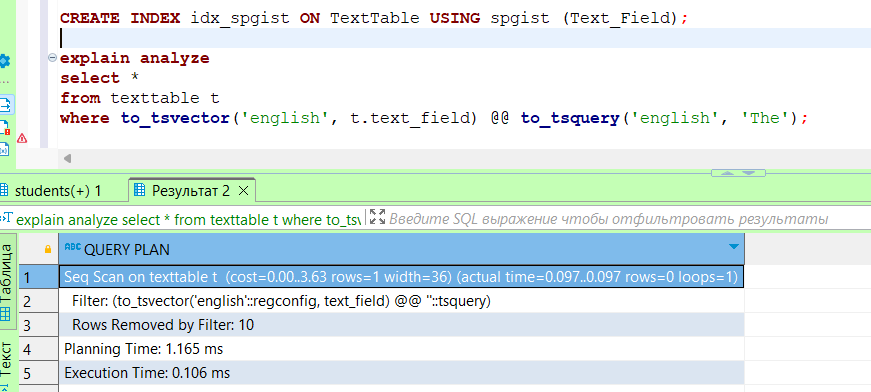 CREATE INDEX idx_spgist ON TextTable USING spgist (Text_Field);
explain analyze
select *
from texttable t
where to_tsvector('english', t.text_field) @@ to_tsquery('english', 'The');
students(+) 1
Результат 2
explain analyze select * from texttable t where to_tsv
Введите SQL выражение чтобы отфильтровать результаты
Таблица
Текст
ABC QUERY PLAN
1 Seq Scan on texttable t (cost=0.00..3.63 rows=1 width=36) (actual time=0.097..0.097 rows=0 loops=1)
2 Filter: (to_tsvector('english'::regconfig, text_field) @@ ''::tsquery)
3 Rows Removed by Filter: 10
4 Planning Time: 1.165 ms
5 Execution Time: 0.106 ms